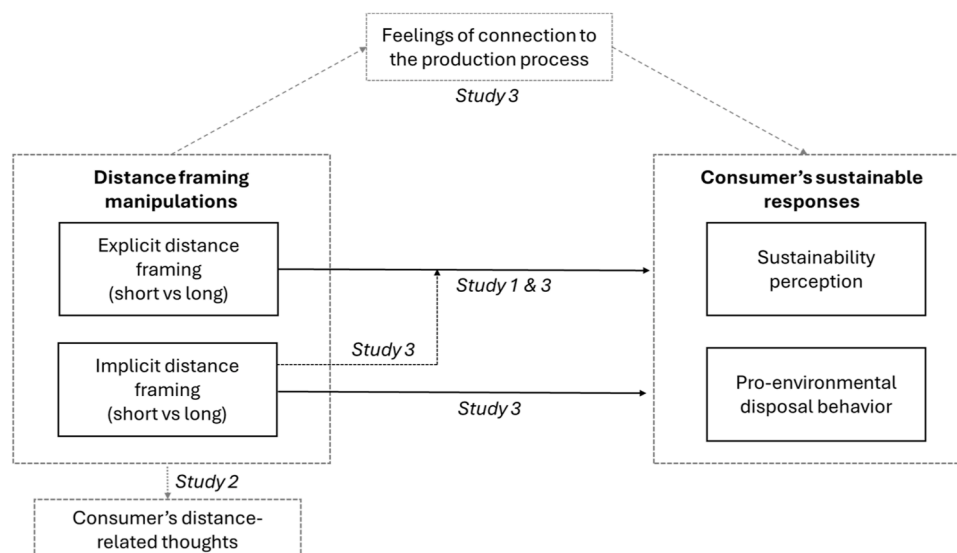 Feelings of connection to
the production process
Study 3
Distance framing
manipulations
Explicit distance
framing
(short vs long)
Implicit distance
framing
(short vs long)
Study 1 & 3
Study 3
Study 3
Consumer's sustainable
responses
Sustainability
perception
Pro-environmental
disposal behavior
Study 2
Consumer's distance-
related thoughts